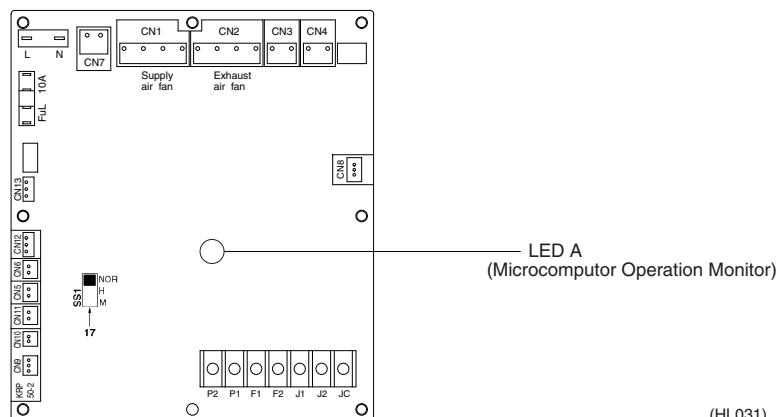 CN1 CN2 CN3 CN4
L N
CN7
Supply
air fan
Exhaust
air fan
10A
FuL
CN8
CN13
CN12
CN6
CN5
CN11
CN10
CN9
KRP
50-2
NOR
H
M
SS1
17
LED A
(Microcomputor Operation Monitor)
P2 P1 F1 F2 J1 J2 JC
(HL031)